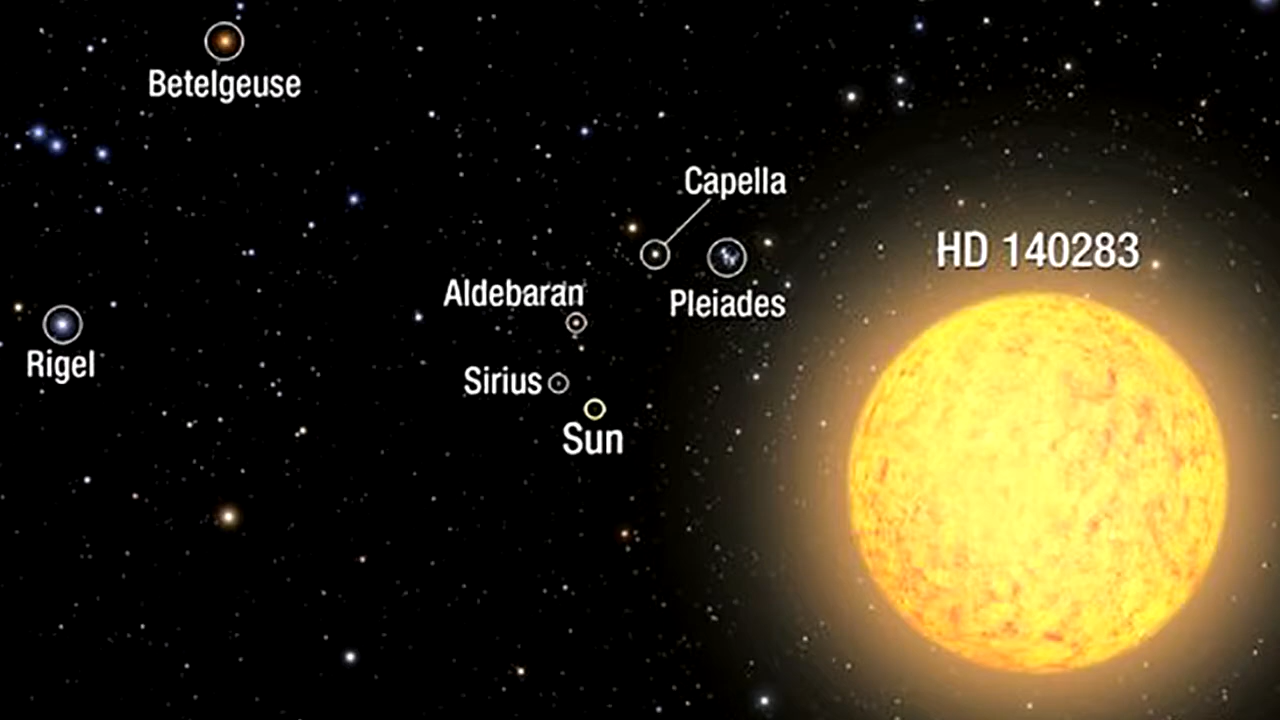 Betelgeuse
Capella
HD 140283
Aldebaran
Pleiades
Rigel
Sirius
Sun